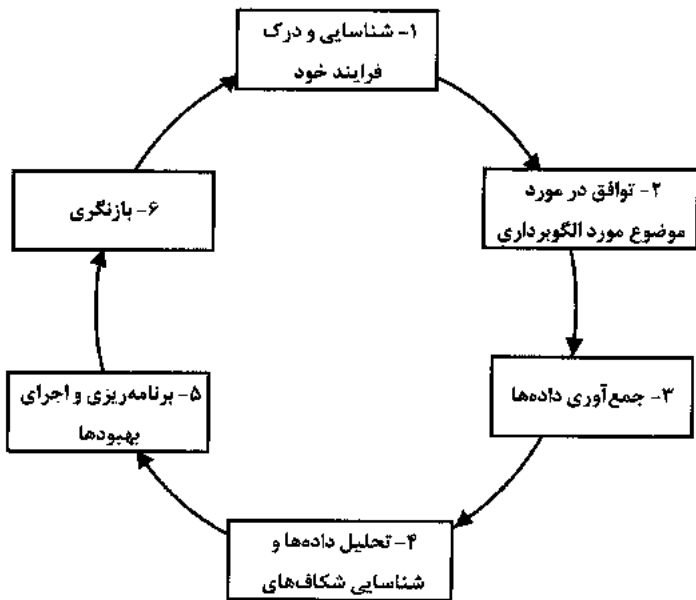 ۱- شناسایی و درک
فرایند خود
۲- توافق در مورد
موضوع مورد الگوبرداری
۳- جمع‌آوری داده‌ها
۴- تحلیل داده‌ها و
شناسایی شکاف‌های
۵- برنامه‌ریزی و اجرای
بهبودها
۶- بازنگری